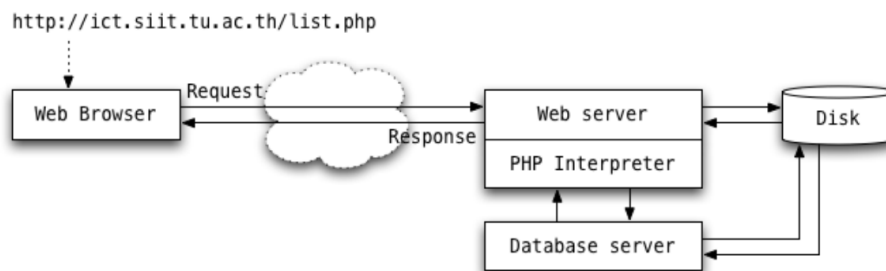 http://ict.siit.tu.ac.th/list.php
Request
Web Browser
Web server
Disk
Response
PHP Interpreter
Database server